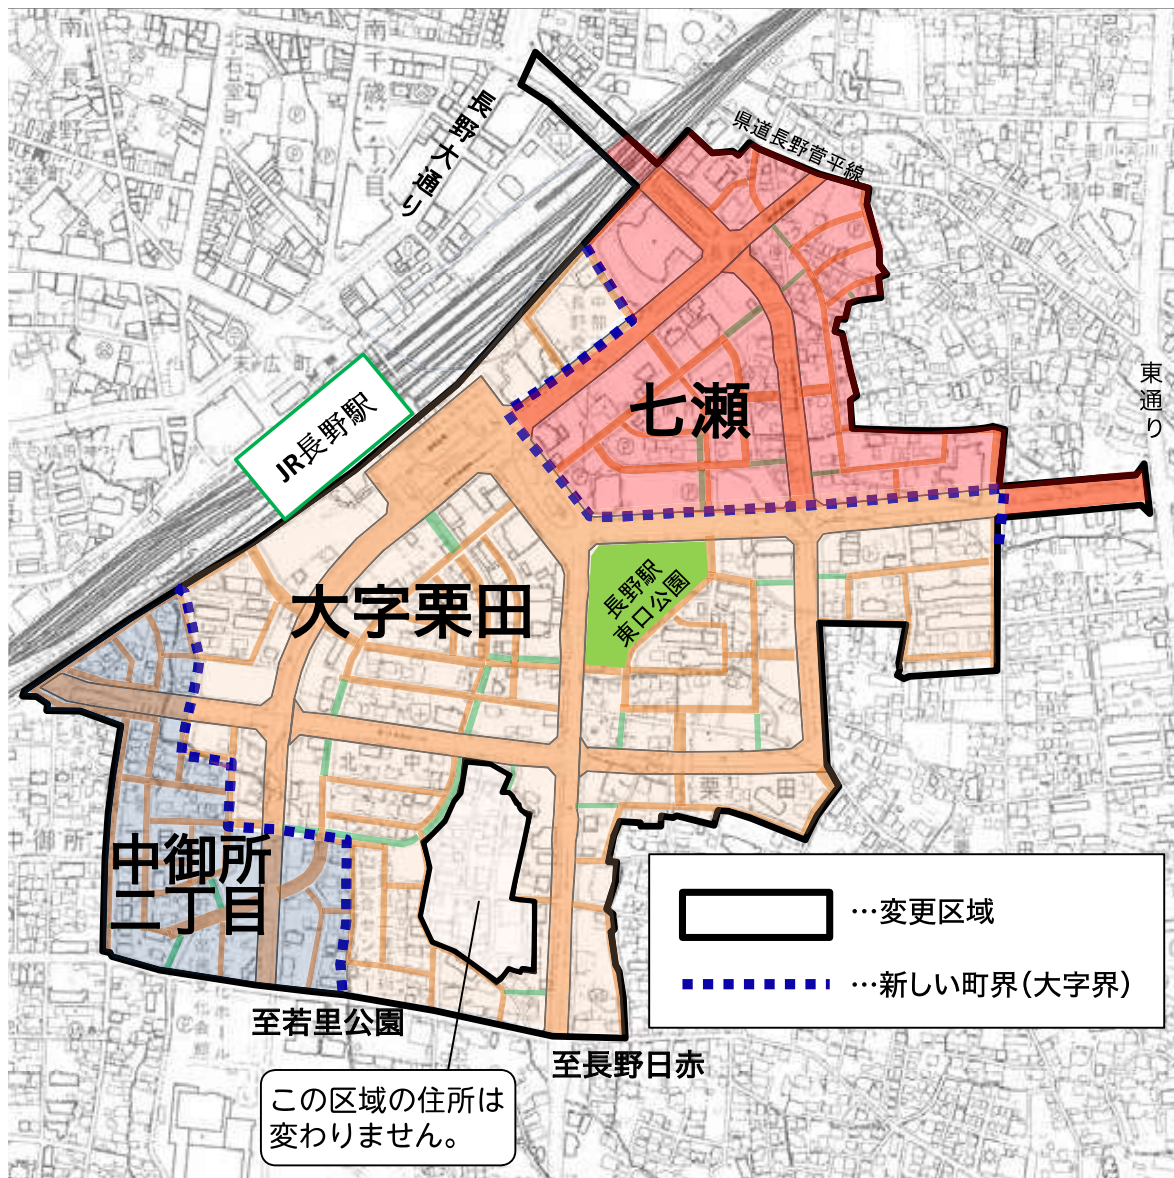 長野大通り
県道長野菅平線
東通り
JR長野駅
七瀬
大字栗田
長野駅
東口公園
中御所
二丁目
…変更区域
…新しい町界(大字界)
至若里公園
至長野日赤
この区域の住所は
変わりません。